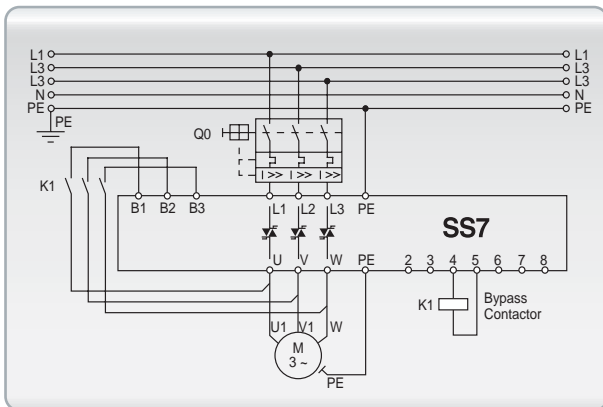 L1 L1
L3 L3
L3 L3
N N
PE PE
PE
Q0
I >> I >> I >>
K1
B1 B2 B3 L1 L2 L3 PE
SS7
U V W PE 2 3 4 5 6 7 8
K1 Bypass
Contactor
U1 V1 W
M
3 ~
PE